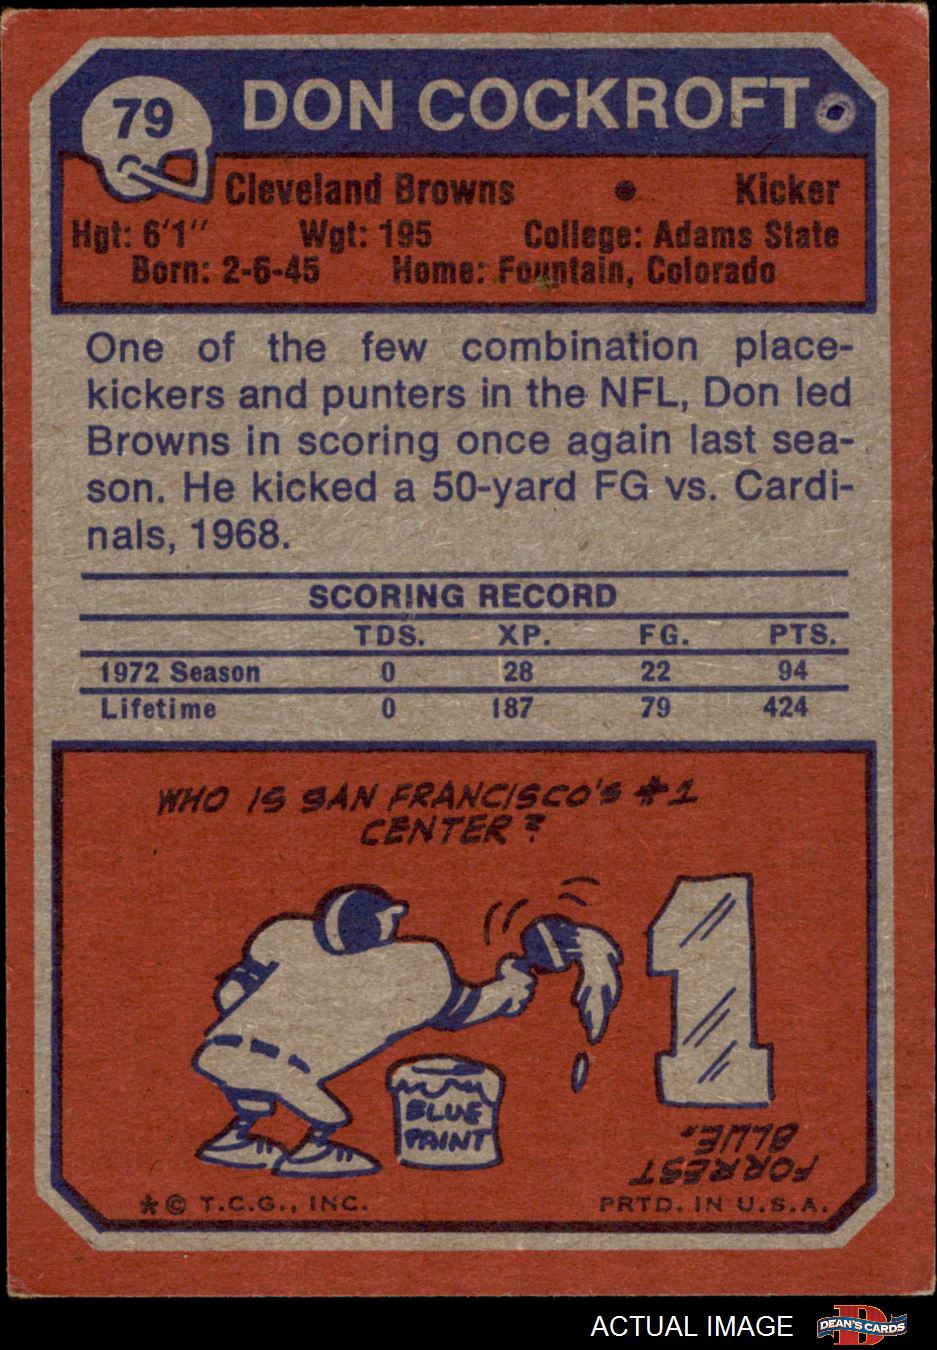 79
DON COCKROFT
Cleveland Browns • Kicker
Hgt: 6'1" Wgt: 195 College: Adams State
Born: 2-6-45 Home: Fountain, Colorado
One of the few combination place-
kickers and punters in the NFL, Don led
Browns in scoring once again last sea-
son. He kicked a 50-yard FG vs. Cardi-
nals, 1968.
SCORING RECORD
TDS. XP. FG. PTS.
1972 Season 0 28 22 94
Lifetime 0 187 79 424
WHO IS SAN FRANCISCO'S #1
CENTER?
BLUE
PAINT
FORREST
BLUE.
* © T.C.G., INC. PRTD. IN U.S.A.
ACTUAL IMAGE
D
DEAN'S CARDS